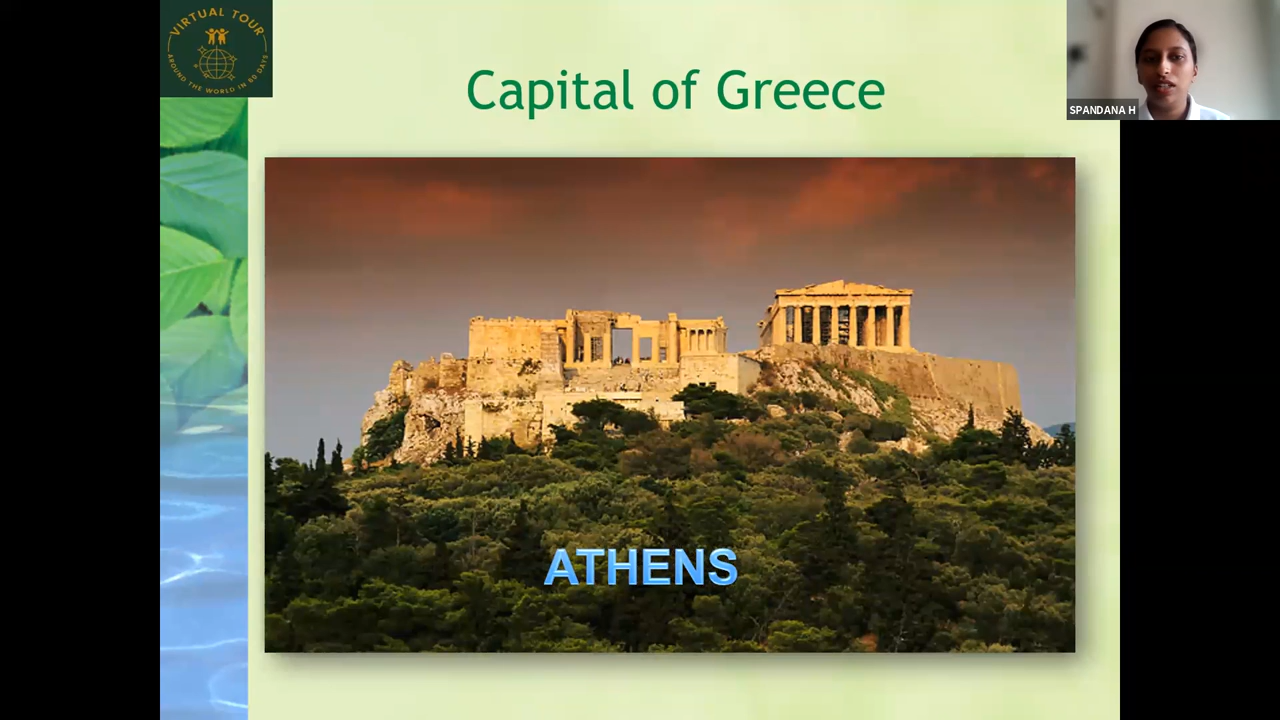 VIRTUAL TOUR
AROUND THE WORLD IN 80 DAYS
Capital of Greece
SPANDANA H
ATHENS